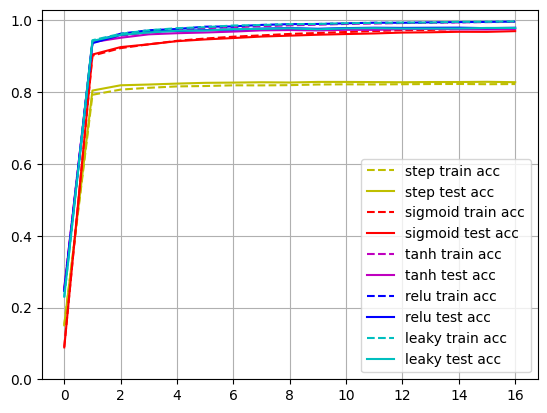 1.0
0.8
0.6
0.4
0.2
0.0
step train acc
step test acc
sigmoid train acc
sigmoid test acc
tanh train acc
tanh test acc
relu train acc
relu test acc
leaky train acc
leaky test acc
0 2 4 6 8 10 12 14 16